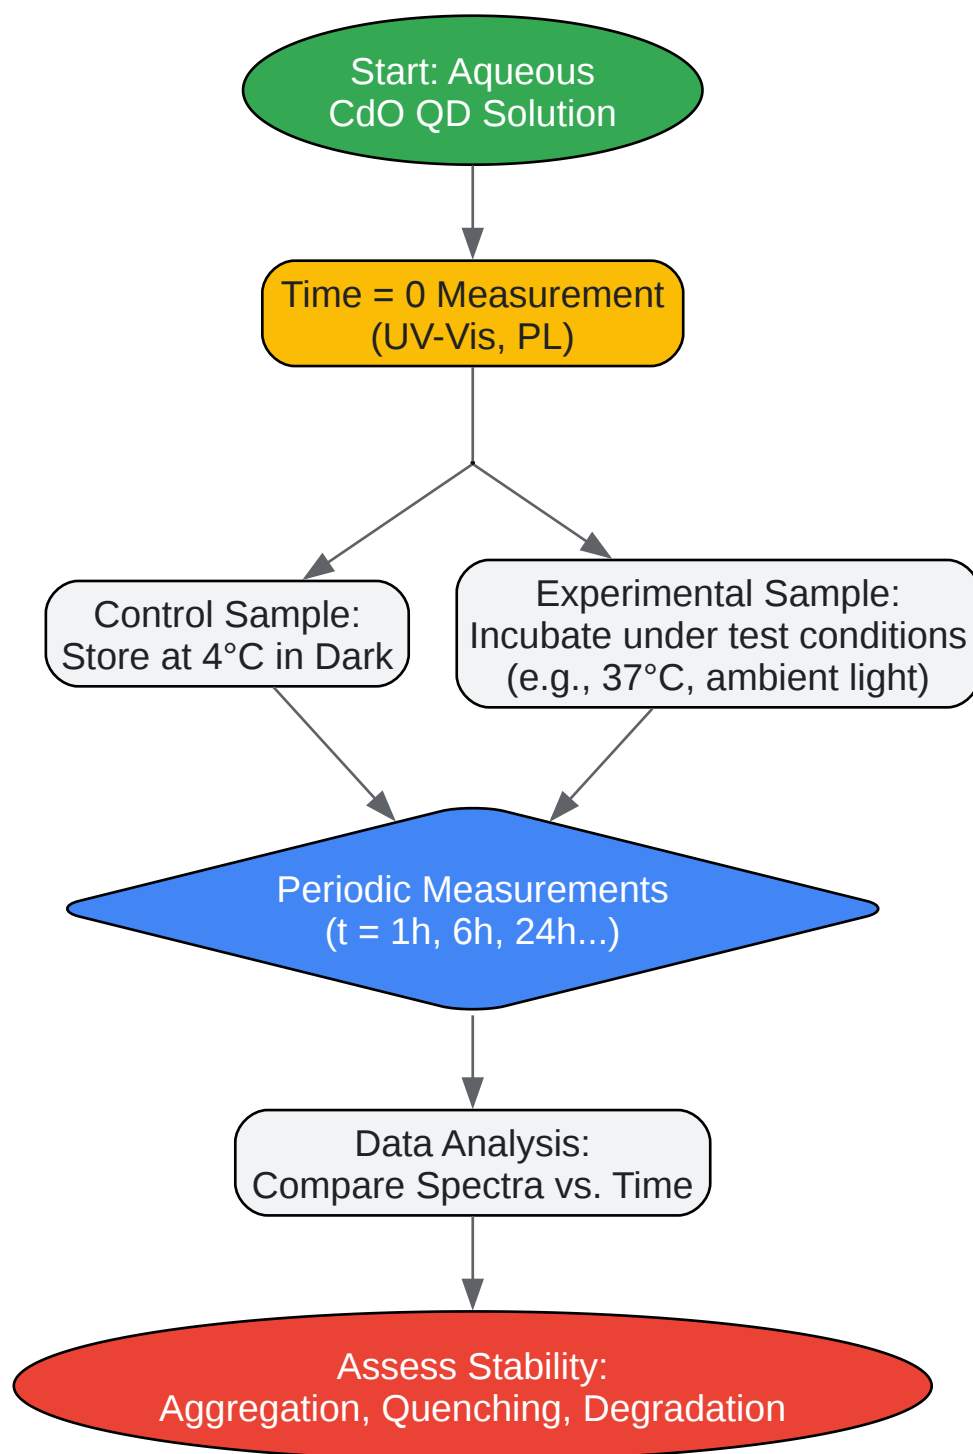 Start: Aqueous
CdO QD Solution
Time = 0 Measurement
(UV-Vis, PL)
Control Sample:
Store at 4°C in Dark
Experimental Sample:
Incubate under test conditions
(e.g., 37°C, ambient light)
Periodic Measurements
(t = 1h, 6h, 24h...)
Data Analysis:
Compare Spectra vs. Time
Assess Stability:
Aggregation, Quenching, Degradation